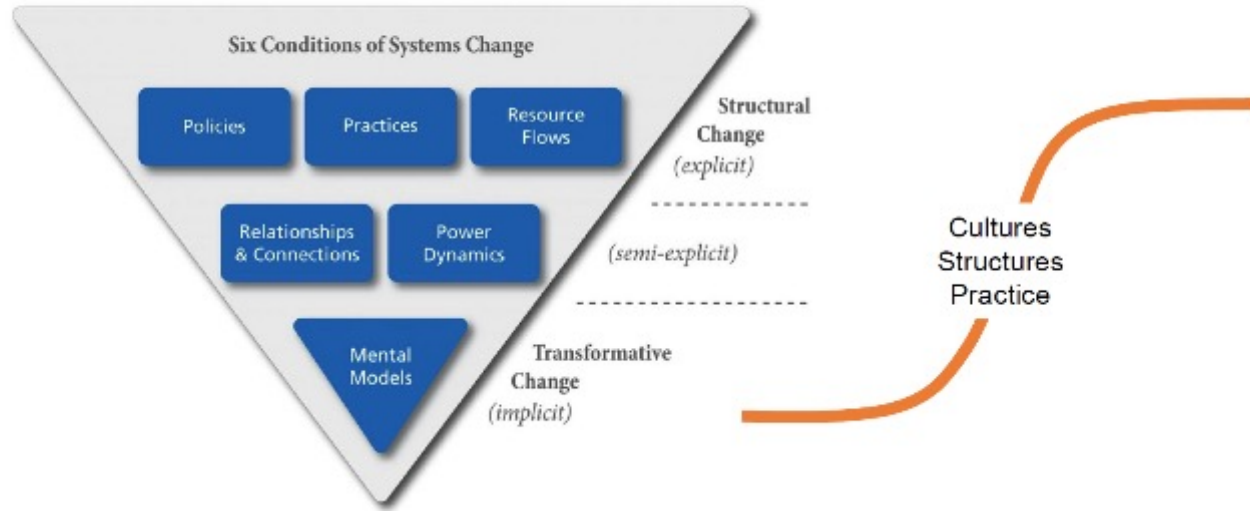 Six Conditions of Systems Change
Policies
Practices
Resource
Flows
Structural
Change
(explicit)
Relationships
& Connections
Power
Dynamics
(semi-explicit)
Mental
Models
Transformative
Change
(implicit)
Cultures
Structures
Practice